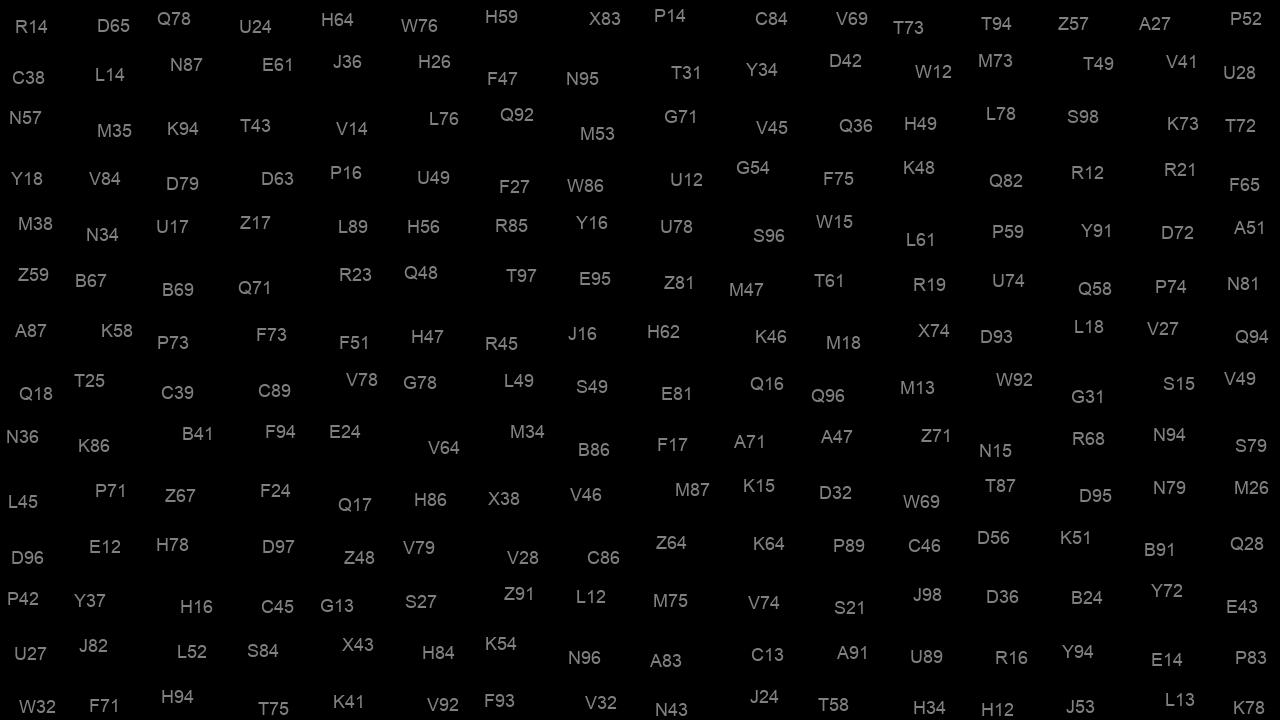 R14 D65 Q78 U24 H64 W76 H59 X83 P14 C84 V69 T73 T94 Z57 A27 P52
C38 L14 N87 E61 J36 H26 F47 N95 T31 Y34 D42 W12 M73 T49 V41 U28
N57 M35 K94 T43 V14 L76 Q92 M53 G71 V45 Q36 H49 L78 S98 K73 T72
Y18 V84 D79 D63 P16 U49 F27 W86 U12 G54 F75 K48 Q82 R12 R21 F65
M38 N34 U17 Z17 L89 H56 R85 Y16 U78 S96 W15 L61 P59 Y91 D72 A51
Z59 B67 B69 Q71 R23 Q48 T97 E95 Z81 M47 T61 R19 U74 Q58 P74 N81
A87 K58 P73 F73 F51 H47 R45 J16 H62 K46 M18 X74 D93 L18 V27 Q94
Q18 T25 C39 C89 V78 G78 L49 S49 E81 Q16 Q96 M13 W92 G31 S15 V49
N36 K86 B41 F94 E24 V64 M34 B86 F17 A71 A47 Z71 N15 R68 N94 S79
L45 P71 Z67 F24 Q17 H86 X38 V46 M87 K15 D32 W69 T87 D95 N79 M26
D96 E12 H78 D97 Z48 V79 V28 C86 Z64 K64 P89 C46 D56 K51 B91 Q28
P42 Y37 H16 C45 G13 S27 Z91 L12 M75 V74 S21 J98 D36 B24 Y72 E43
U27 J82 L52 S84 X43 H84 K54 N96 A83 C13 A91 U89 R16 Y94 E14 P83
W32 F71 H94 T75 K41 V92 F93 V32 N43 J24 T58 H34 H12 J53 L13 K78